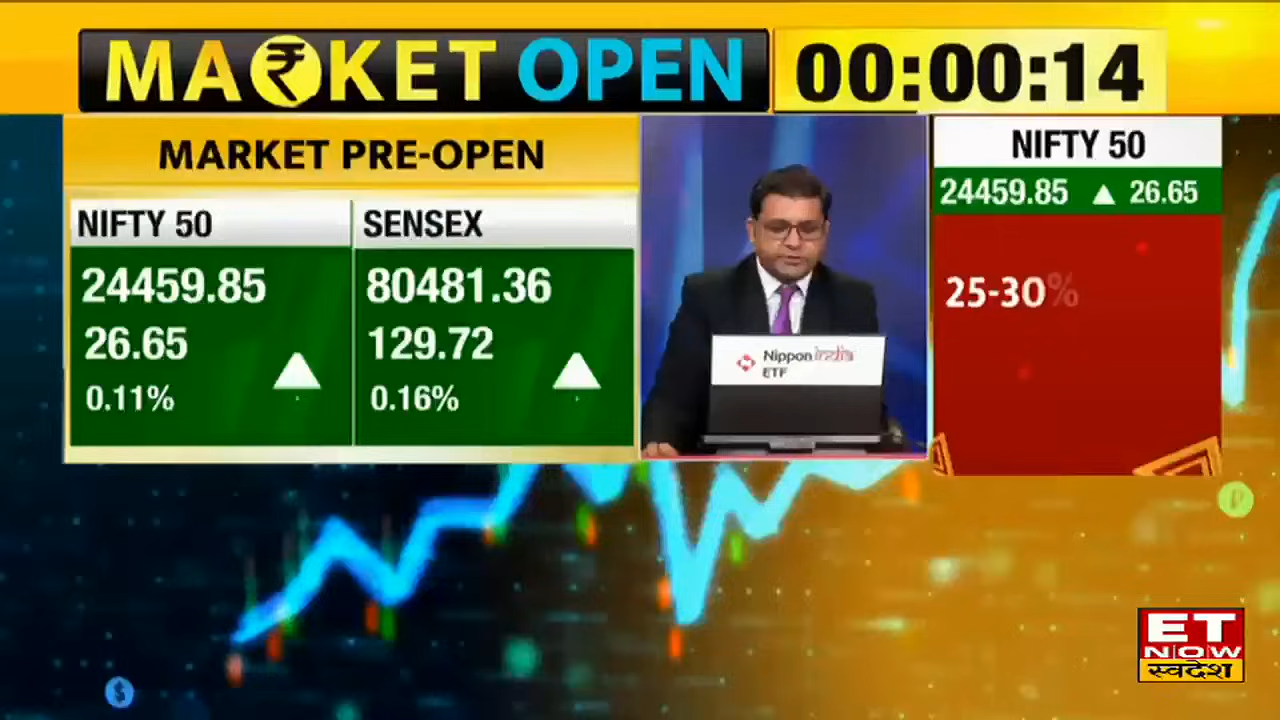 MA₹KET OPEN
00:00:14
MARKET PRE-OPEN
NIFTY 50
24459.85
26.65
0.11%
SENSEX
80481.36
129.72
0.16%
Nippon india
ETF
NIFTY 50
24459.85 ▲ 26.65
25-30%
ET
NOW
स्वदेश